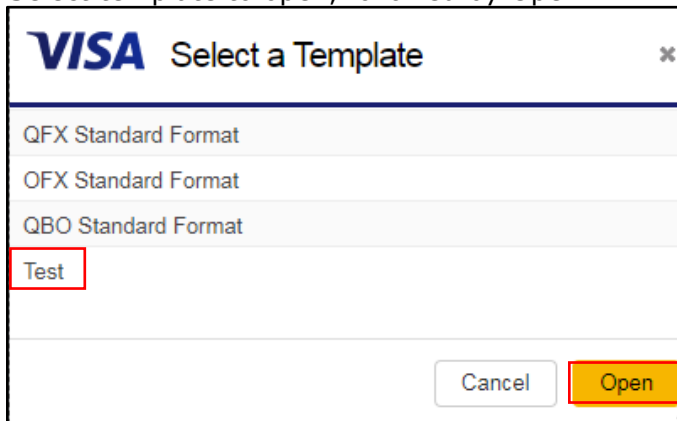 VISA Select a Template
QFX Standard Format
OFX Standard Format
QBO Standard Format
Test
Cancel Open